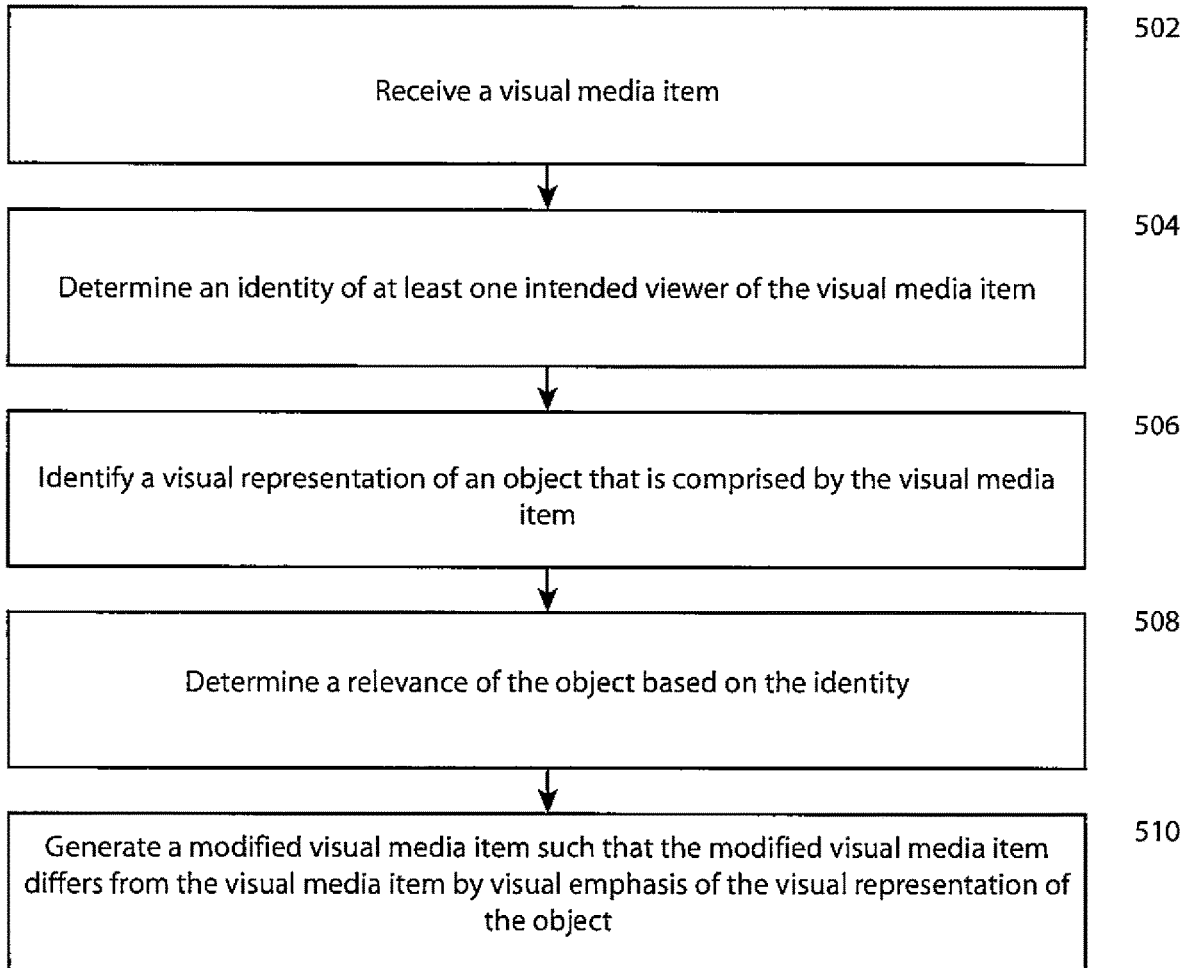 502
Receive a visual media item
504
Determine an identity of at least one intended viewer of the visual media item
506
Identify a visual representation of an object that is comprised by the visual media
item
508
Determine a relevance of the object based on the identity
510
Generate a modified visual media item such that the modified visual media item
differs from the visual media item by visual emphasis of the visual representation of
the object